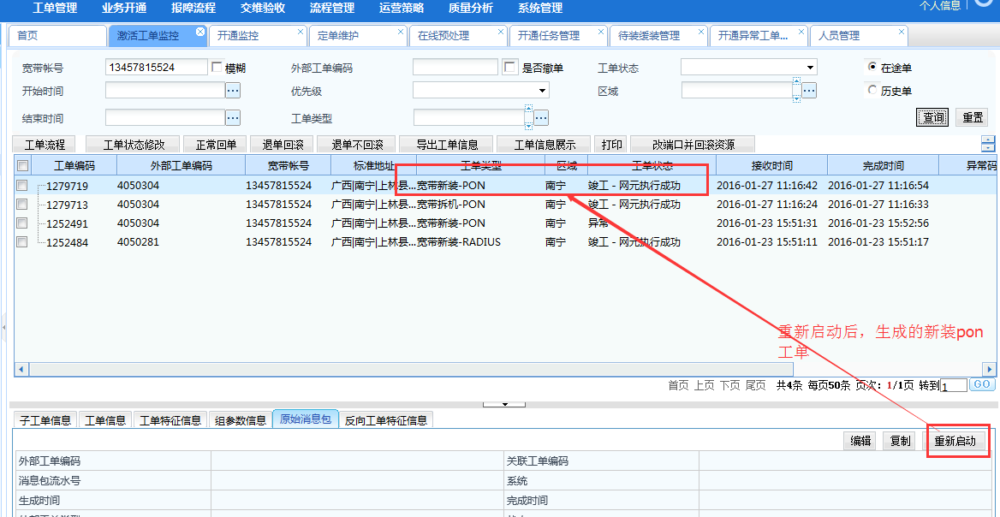 工单管理 业务开通 报障流程 交维验收 流程管理 运营策略 质量分析 系统管理 个人信息
首页 激活工单监控 开通监控 定单维护 在线预处理 开通任务管理 待装缓装管理 开通异常工单... 人员管理
宽带帐号 13457815524 模糊 外部工单编码 是否撤单 工单状态 在途单
开始时间 优先级 区域 历史单
结束时间 工单类型 查询 重置
工单流程 工单状态修改 正常回单 退单回滚 退单不回滚 导出工单信息 工单信息展示 打印 改端口并回滚资源
工单编码 外部工单编码 宽带帐号 标准地址 工单类型 区域 工单状态 接收时间 完成时间 异常码
1279719 4050304 13457815524 广西|南宁|上林县... 宽带新装-PON 南宁 竣工 - 网元执行成功 2016-01-27 11:16:42 2016-01-27 11:16:54
1279713 4050304 13457815524 广西|南宁|上林县... 宽带拆机-PON 南宁 竣工 - 网元执行成功 2016-01-27 11:16:24 2016-01-27 11:16:33
1252491 4050304 13457815524 广西|南宁|上林县... 宽带新装-PON 南宁 异常 2016-01-23 15:51:31 2016-01-23 15:52:56
1252484 4050281 13457815524 广西|南宁|上林县... 宽带新装-RADIUS 南宁 竣工 - 网元执行成功 2016-01-23 15:51:11 2016-01-23 15:51:17
重新启动后，生成的新装pon
工单
首页 上页 下页 尾页 共4条 每页50条 页次：1/1页 转到 1 GO
子工单信息 工单信息 工单特征信息 组参数信息 原始消息包 反向工单特征信息
编辑 复制 重新启动
外部工单编码 关联工单编码
消息包流水号 系统
生成时间 完成时间